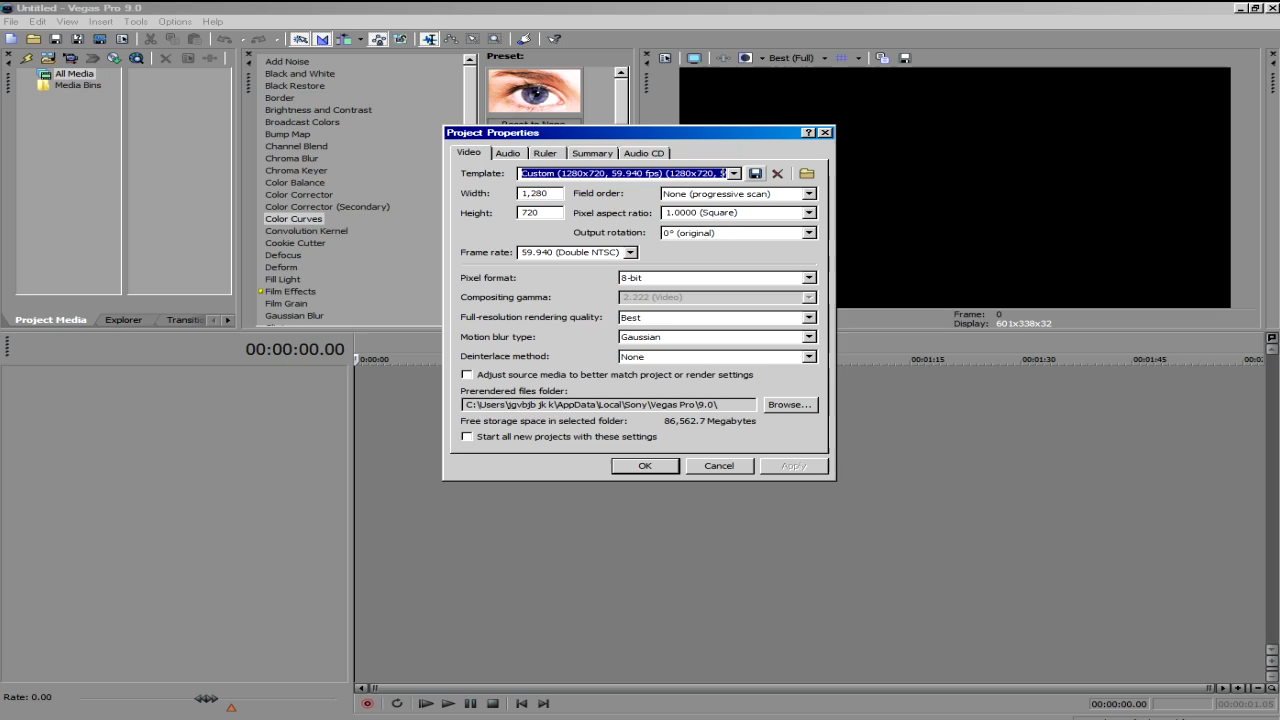 Untitled - Vegas Pro 9.0
File Edit View Insert Tools Options Help
All Media
Media Bins
Project Media Explorer
Add Noise
Black and White
Black Restore
Border
Brightness and Contrast
Broadcast Colors
Bump Map
Channel Blend
Chroma Blur
Chroma Keyer
Color Balance
Color Corrector
Color Corrector (Secondary)
Color Curves
Convolution Kernel
Cookie Cutter
Defocus
Deform
Fill Light
Film Effects
Film Grain
Gaussian Blur
Preset:
Best (Full)
Frame: 0
Display: 601x338x32
Project Properties
Video Audio Ruler Summary Audio CD
Template: Custom (1280x720, 59.940 fps) (1280x720,
Width: 1,280 Field order: None (progressive scan)
Height: 720 Pixel aspect ratio: 1.0000 (Square)
Output rotation: 0° (original)
Frame rate: 59.940 (Double NTSC)
Pixel format: 8-bit
Compositing gamma: 2.222 (Video)
Full-resolution rendering quality: Best
Motion blur type: Gaussian
Deinterlace method: None
Adjust source media to better match project or render settings
Prerendered files folder:
C:\Users\jgvbjb jk k\AppData\Local\Sony\Vegas Pro\9.0\ Browse...
Free storage space in selected folder: 86,562.7 Megabytes
Start all new projects with these settings
OK Cancel Apply
00:00:00.00
0:00:00 00:01:15 00:01:30 00:01:45
Rate: 0.00
00:00:00.00 00:00:01.05